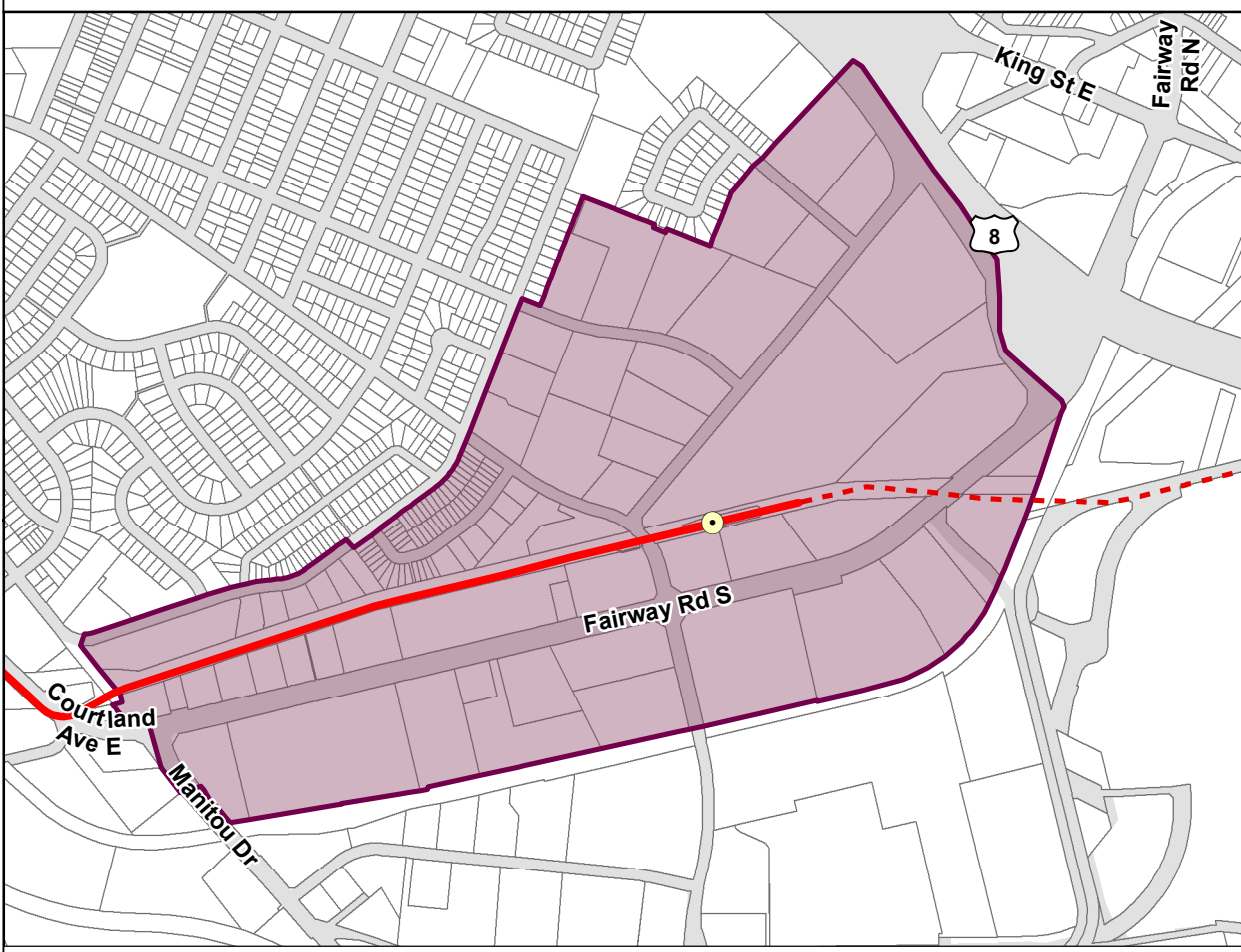 King St E
Fairway
Rd N
8
Fairway Rd S
Courtland
Ave E
Manitou Dr